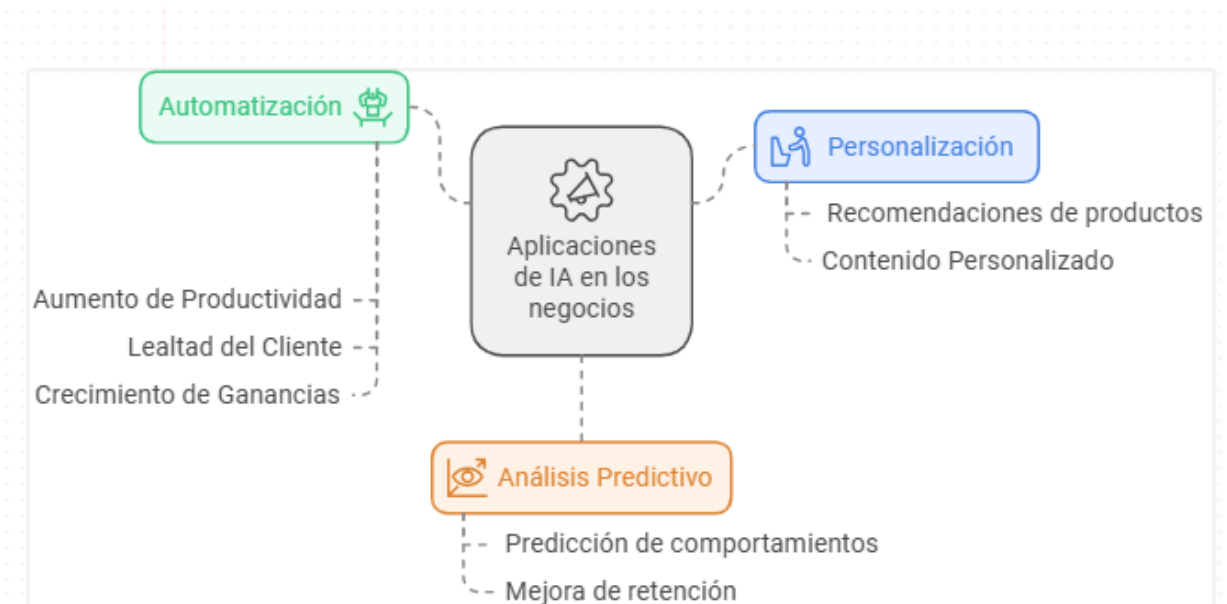 Automatización
Personalización
Recomendaciones de productos
Contenido Personalizado
Aplicaciones
de IA en los
negocios
Aumento de Productividad
Lealtad del Cliente
Crecimiento de Ganancias
Análisis Predictivo
Predicción de comportamientos
Mejora de retención